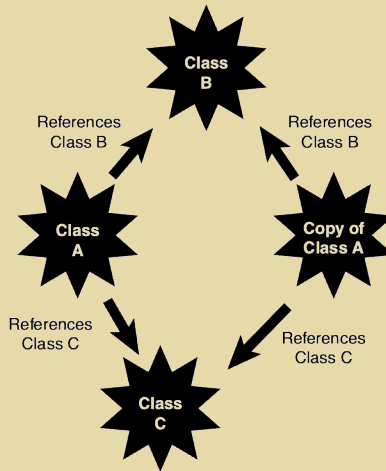 Class
B
References
Class B
References
Class B
Class
A
Copy of
Class A
References
Class C
References
Class C
Class
C